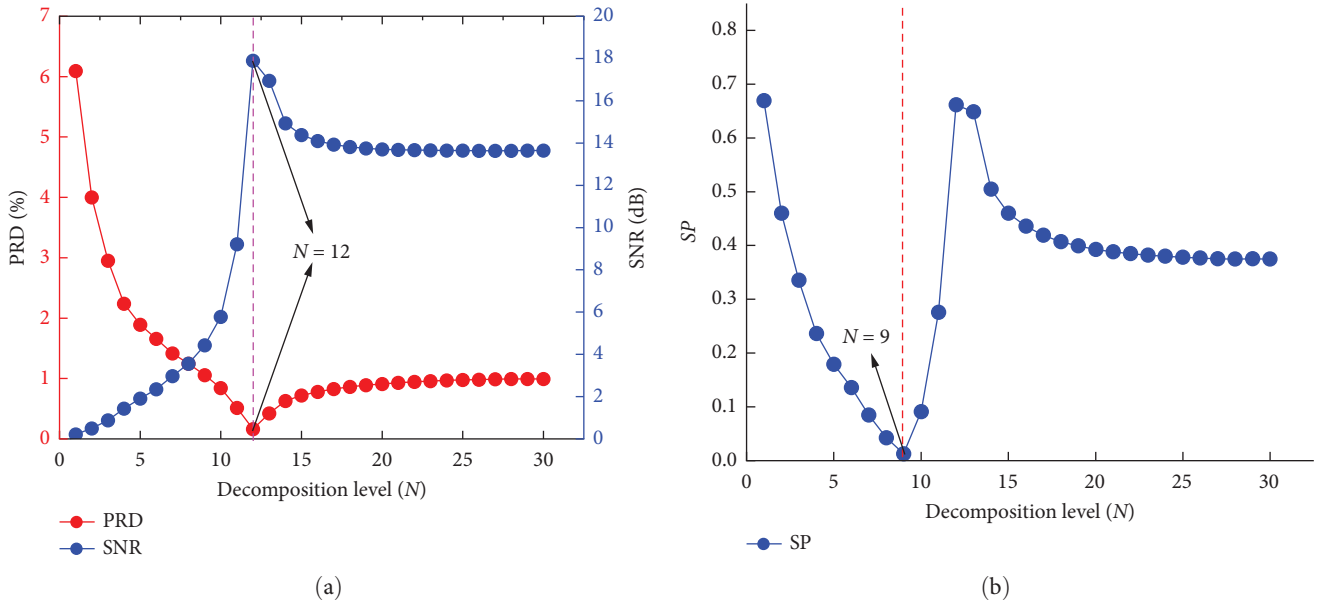 7
6
5
4
3
2
1
0
PRD (%)
20
18
16
14
12
10
8
6
4
2
0
SNR (dB)
N = 12
0 5 10 15 20 25 30
Decomposition level (N)
PRD
SNR
(a)
0.8
0.7
0.6
0.5
0.4
0.3
0.2
0.1
0.0
SP
N = 9
0 5 10 15 20 25 30
Decomposition level (N)
SP
(b)